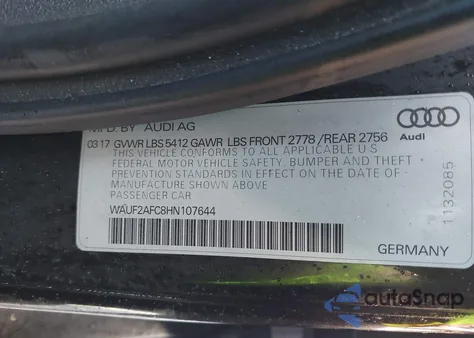 MFD. BY AUDI AG
03 17 GVWR LBS 5412 GAWR LBS FRONT 2778 / REAR 2756
THIS VEHICLE CONFORMS TO ALL APPLICABLE U S
FEDERAL MOTOR VEHICLE SAFETY, BUMPER AND THEFT
PREVENTION STANDARDS IN EFFECT ON THE DATE OF
MANUFACTURE SHOWN ABOVE
PASSENGER CAR
WAUF2AFC8HN107644
Audi
1132085
GERMANY
autoSnap